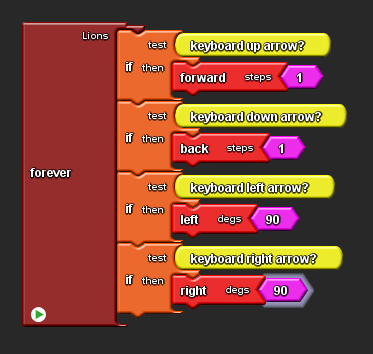 Lions
test keyboard up arrow?
if then forward steps 1
test keyboard down arrow?
if then back steps 1
forever
test keyboard left arrow?
if then left degs 90
test keyboard right arrow?
if then right degs 90